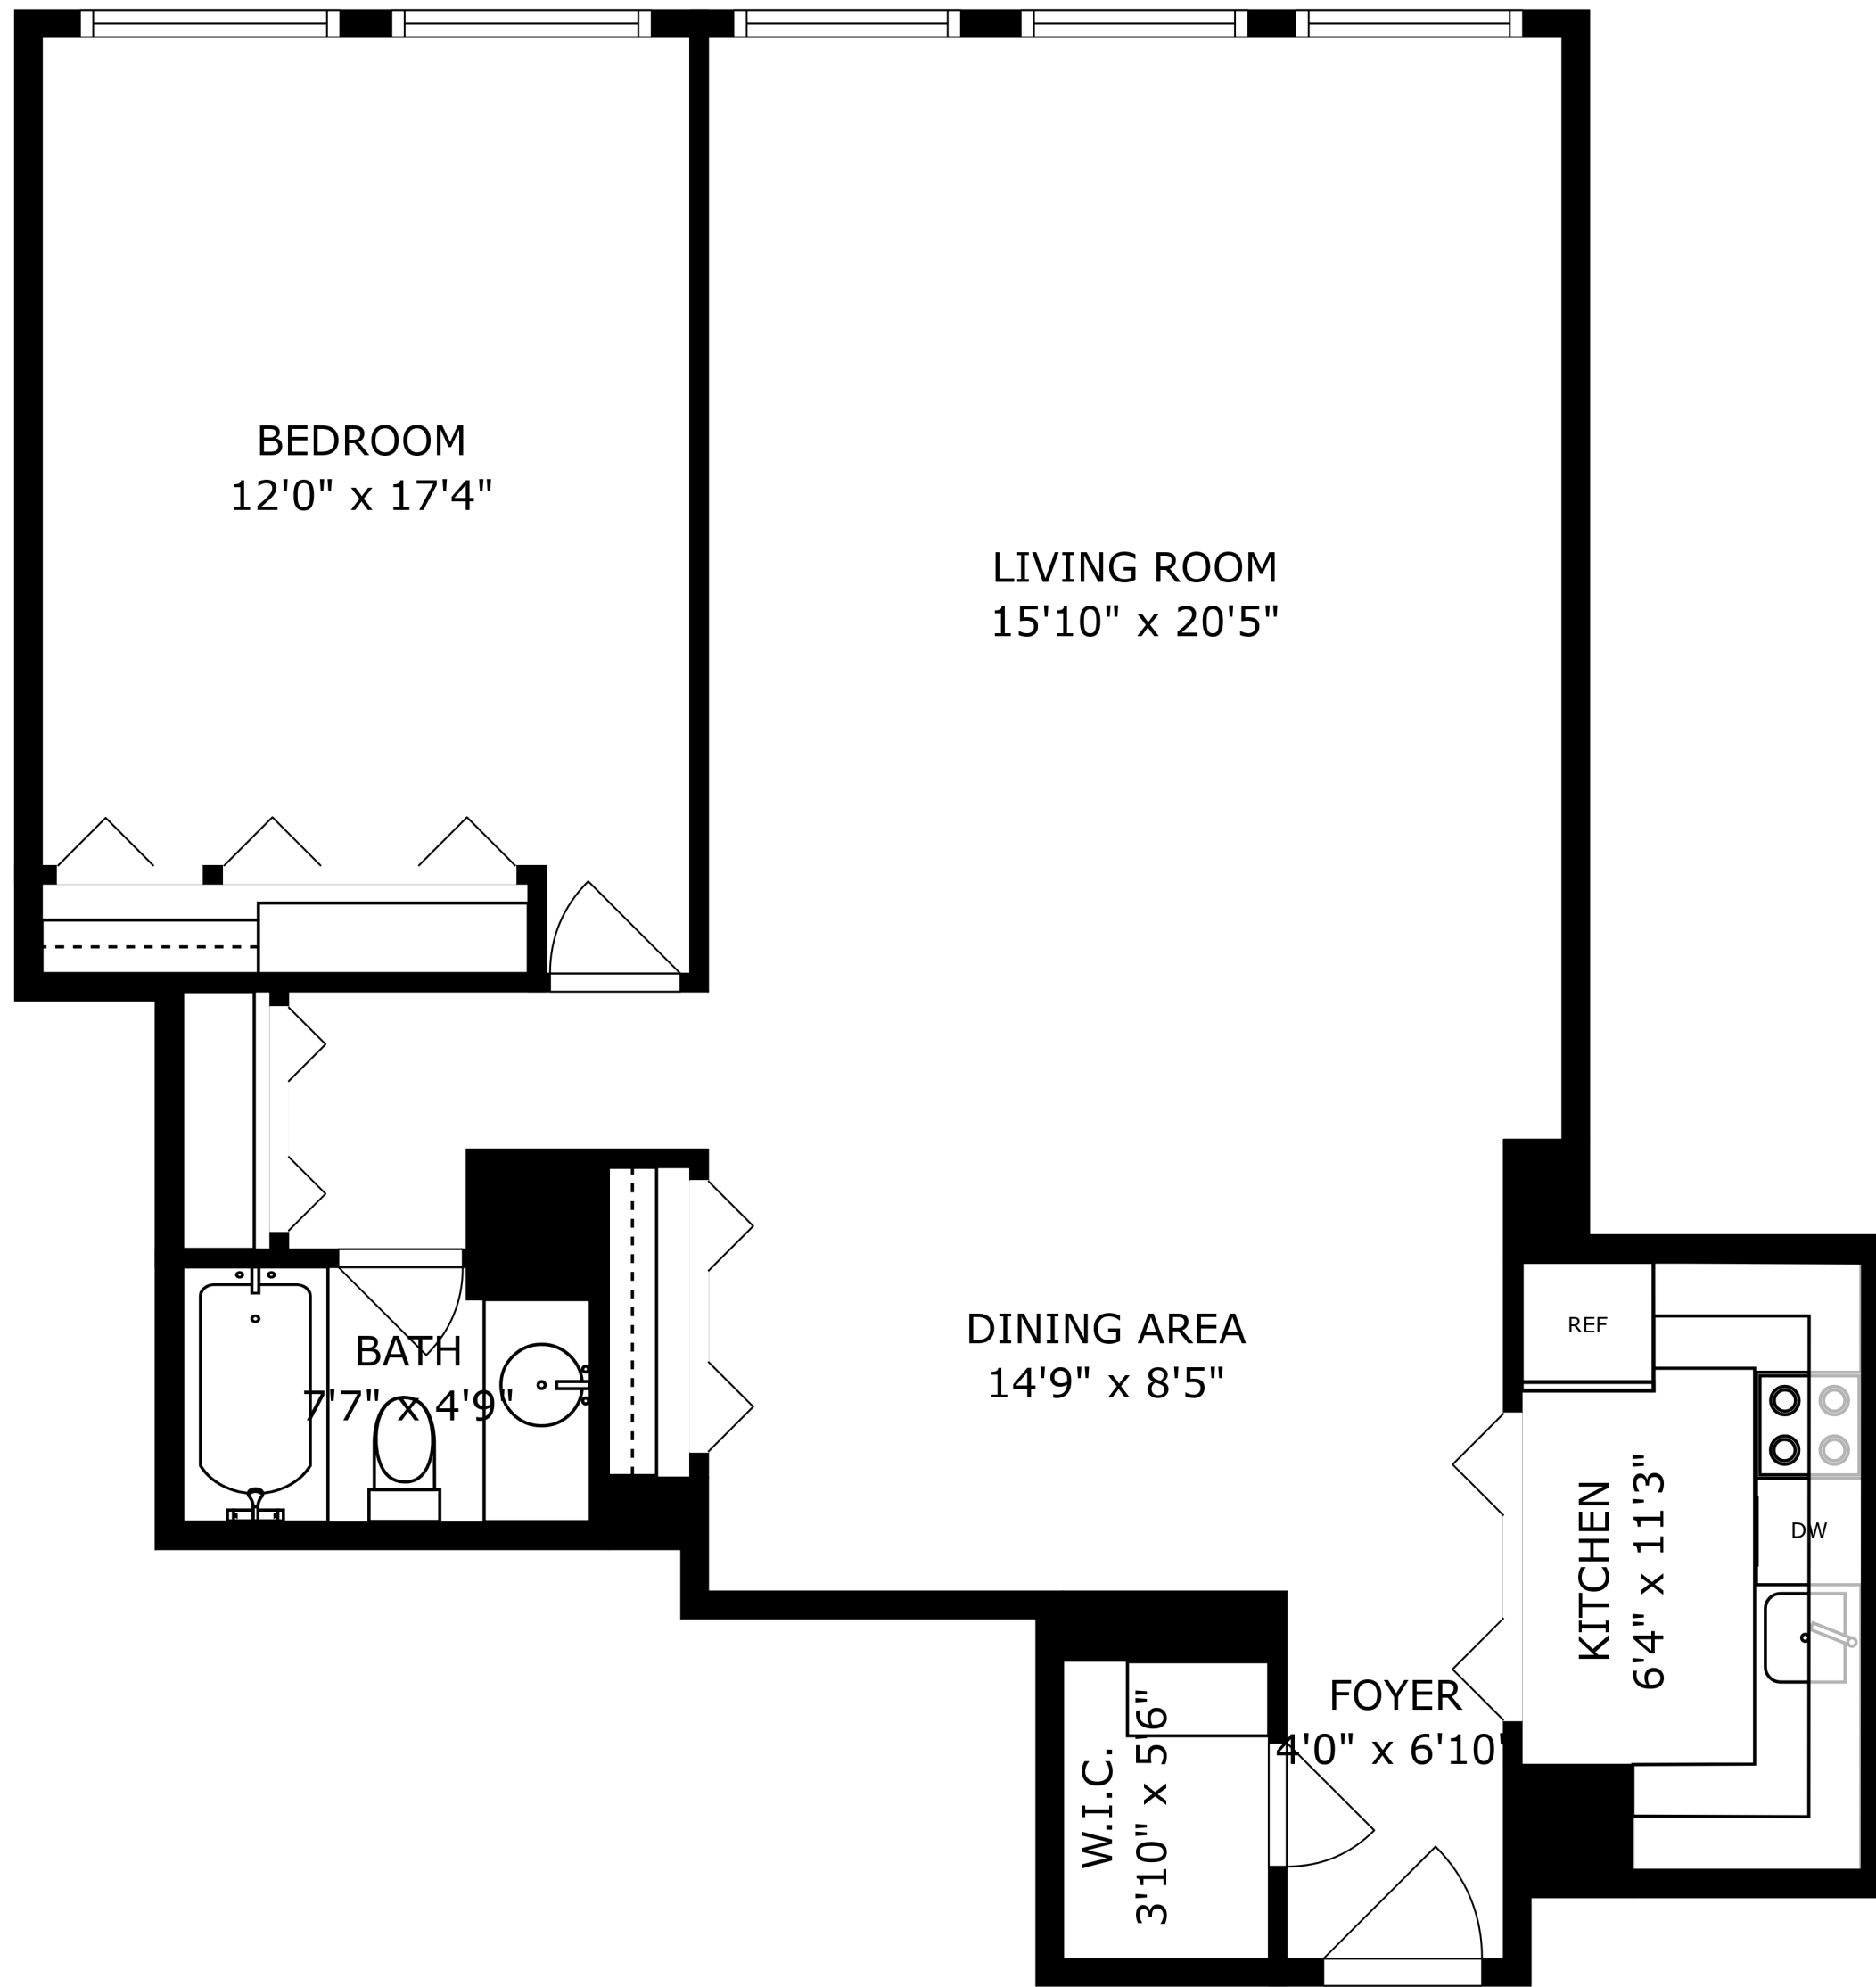 BEDROOM
12'0" x 17'4"
LIVING ROOM
15'10" x 20'5"
BATH
7'7" x 4'9"
DINING AREA
14'9" x 8'5"
REF
DW
KITCHEN
6'4" x 11'3"
FOYER
4'0" x 6'10"
W.I.C.
3'10" x 5'6"